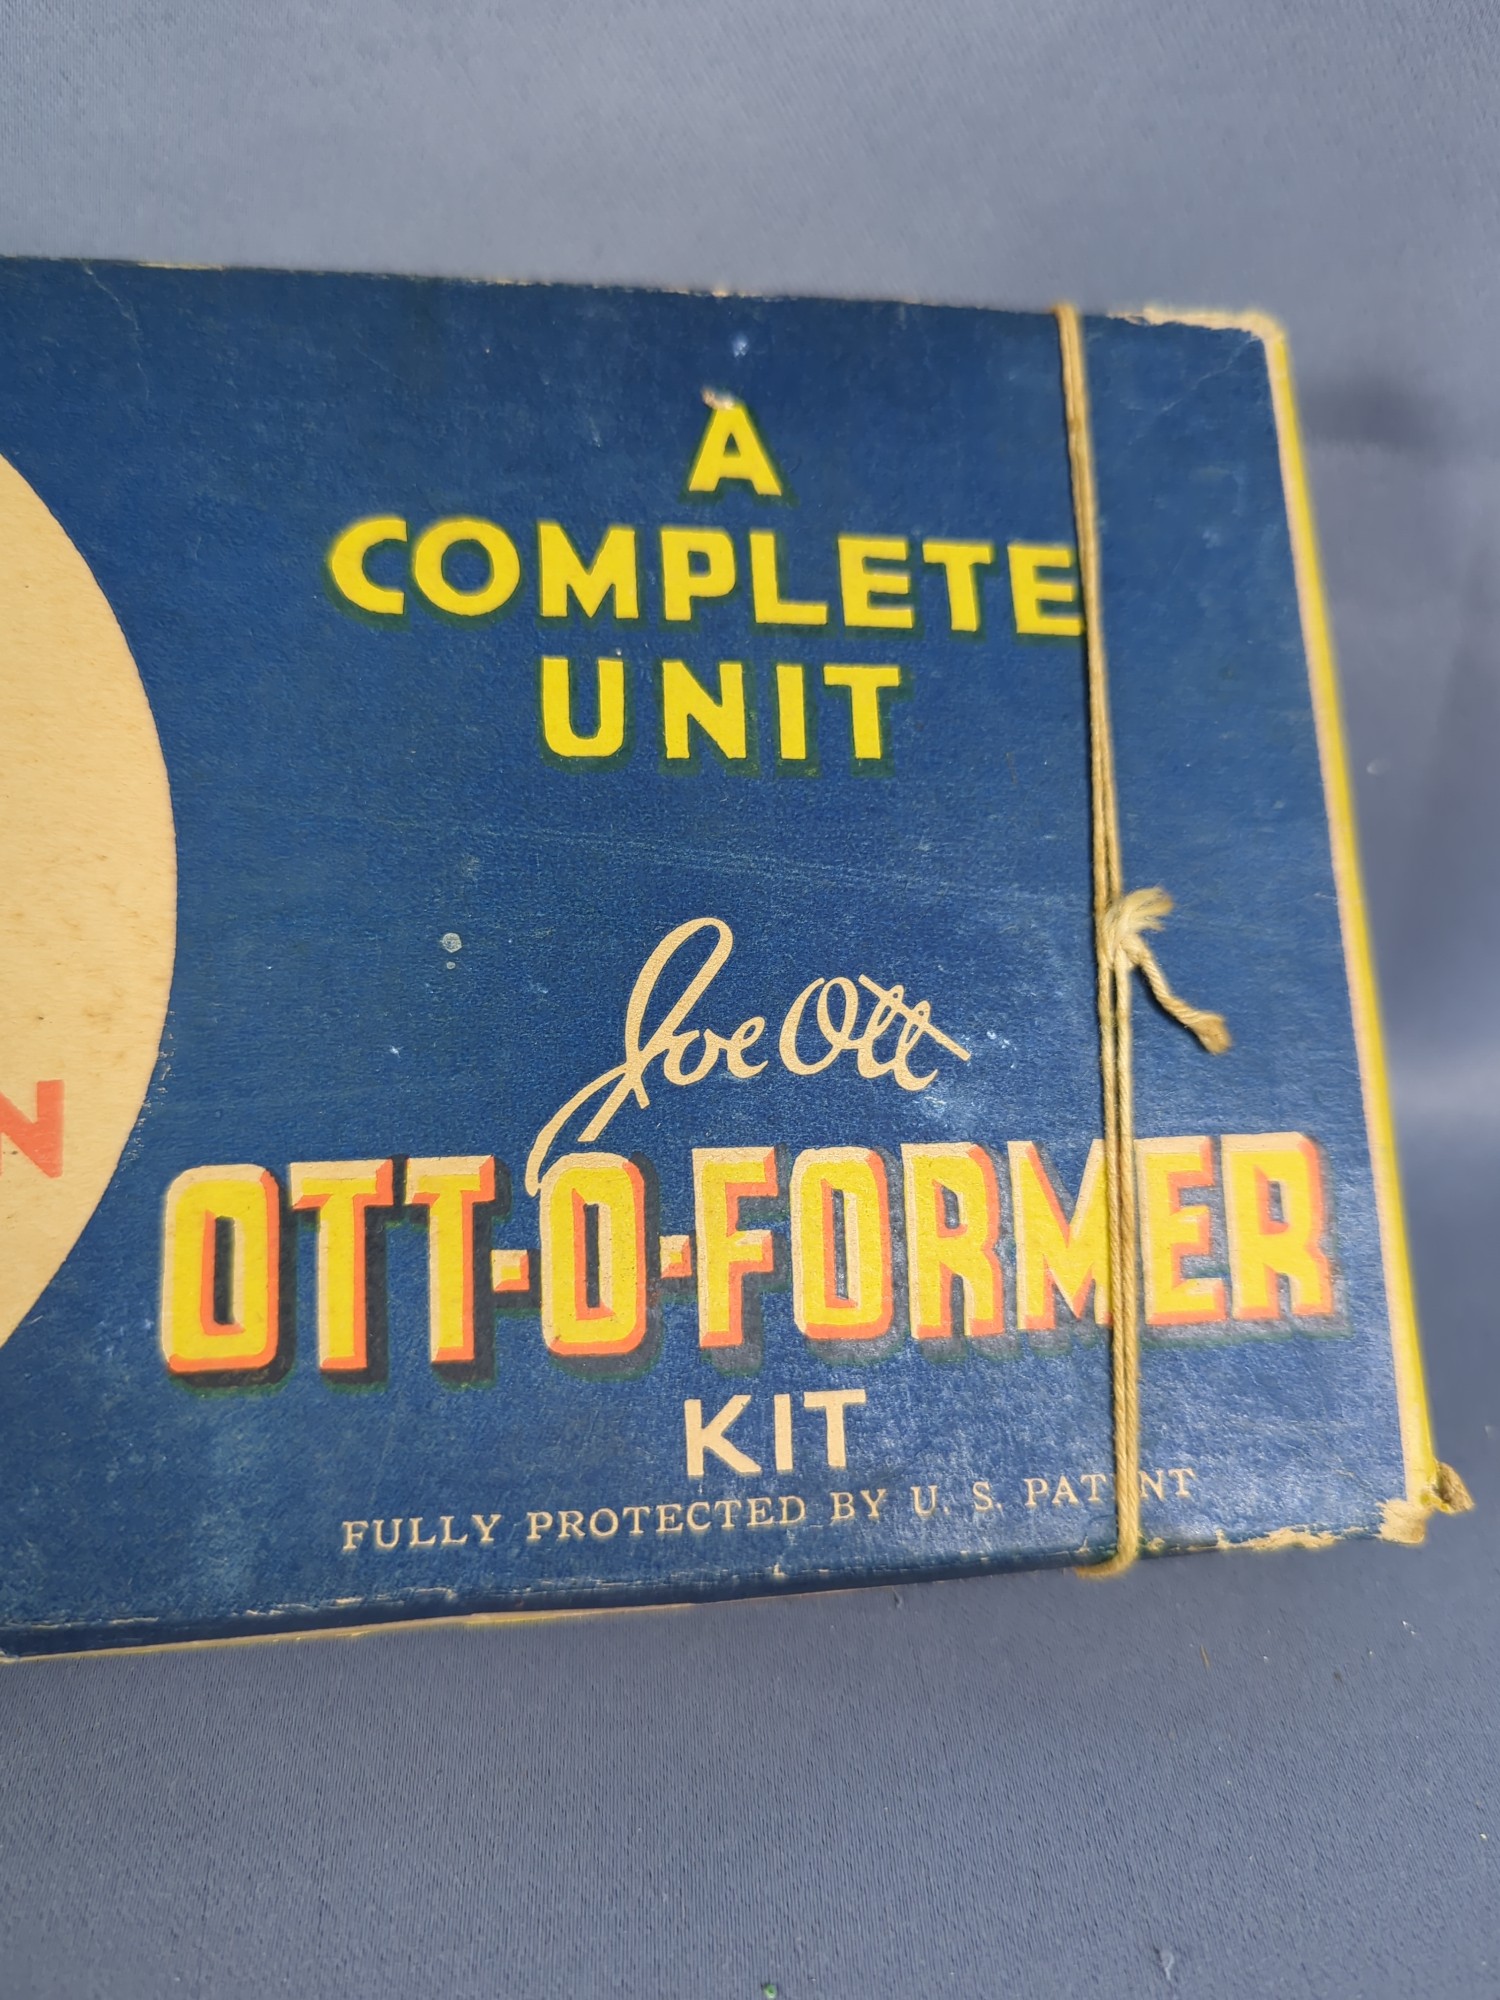 A
COMPLETE
UNIT
Joe Ott
OTT-O-FORMER
KIT
FULLY PROTECTED BY U. S. PATENT
N